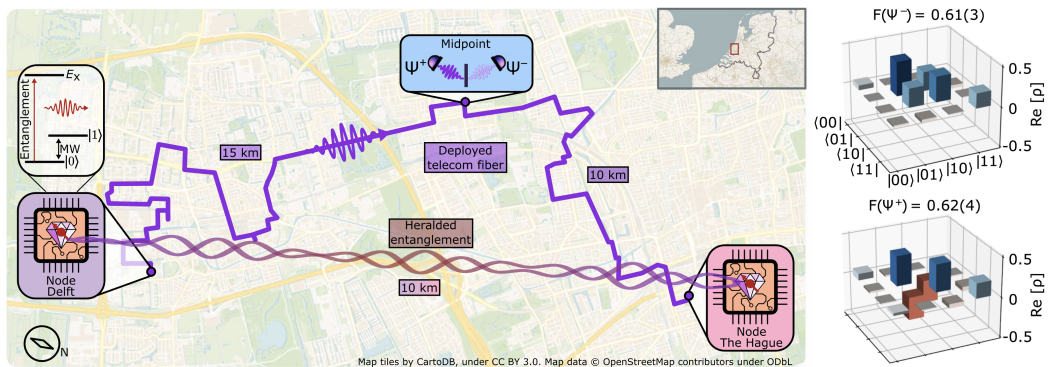 Entanglement
Eₓ
|1⟩
MW
|0⟩
Node
Delft
N
15 km
Midpoint
Ψ⁺
Ψ⁻
Deployed
telecom fiber
10 km
Heralded
entanglement
10 km
Node
The Hague
Map tiles by CartoDB, under CC BY 3.0. Map data © OpenStreetMap contributors under ODbL
F(Ψ⁻) = 0.61(3)
0.5
0
-0.5
Re [ρ]
⟨00|
⟨01|
⟨10|
⟨11|
|00⟩
|01⟩
|10⟩
|11⟩
F(Ψ⁺) = 0.62(4)
0.5
0
-0.5
Re [ρ]